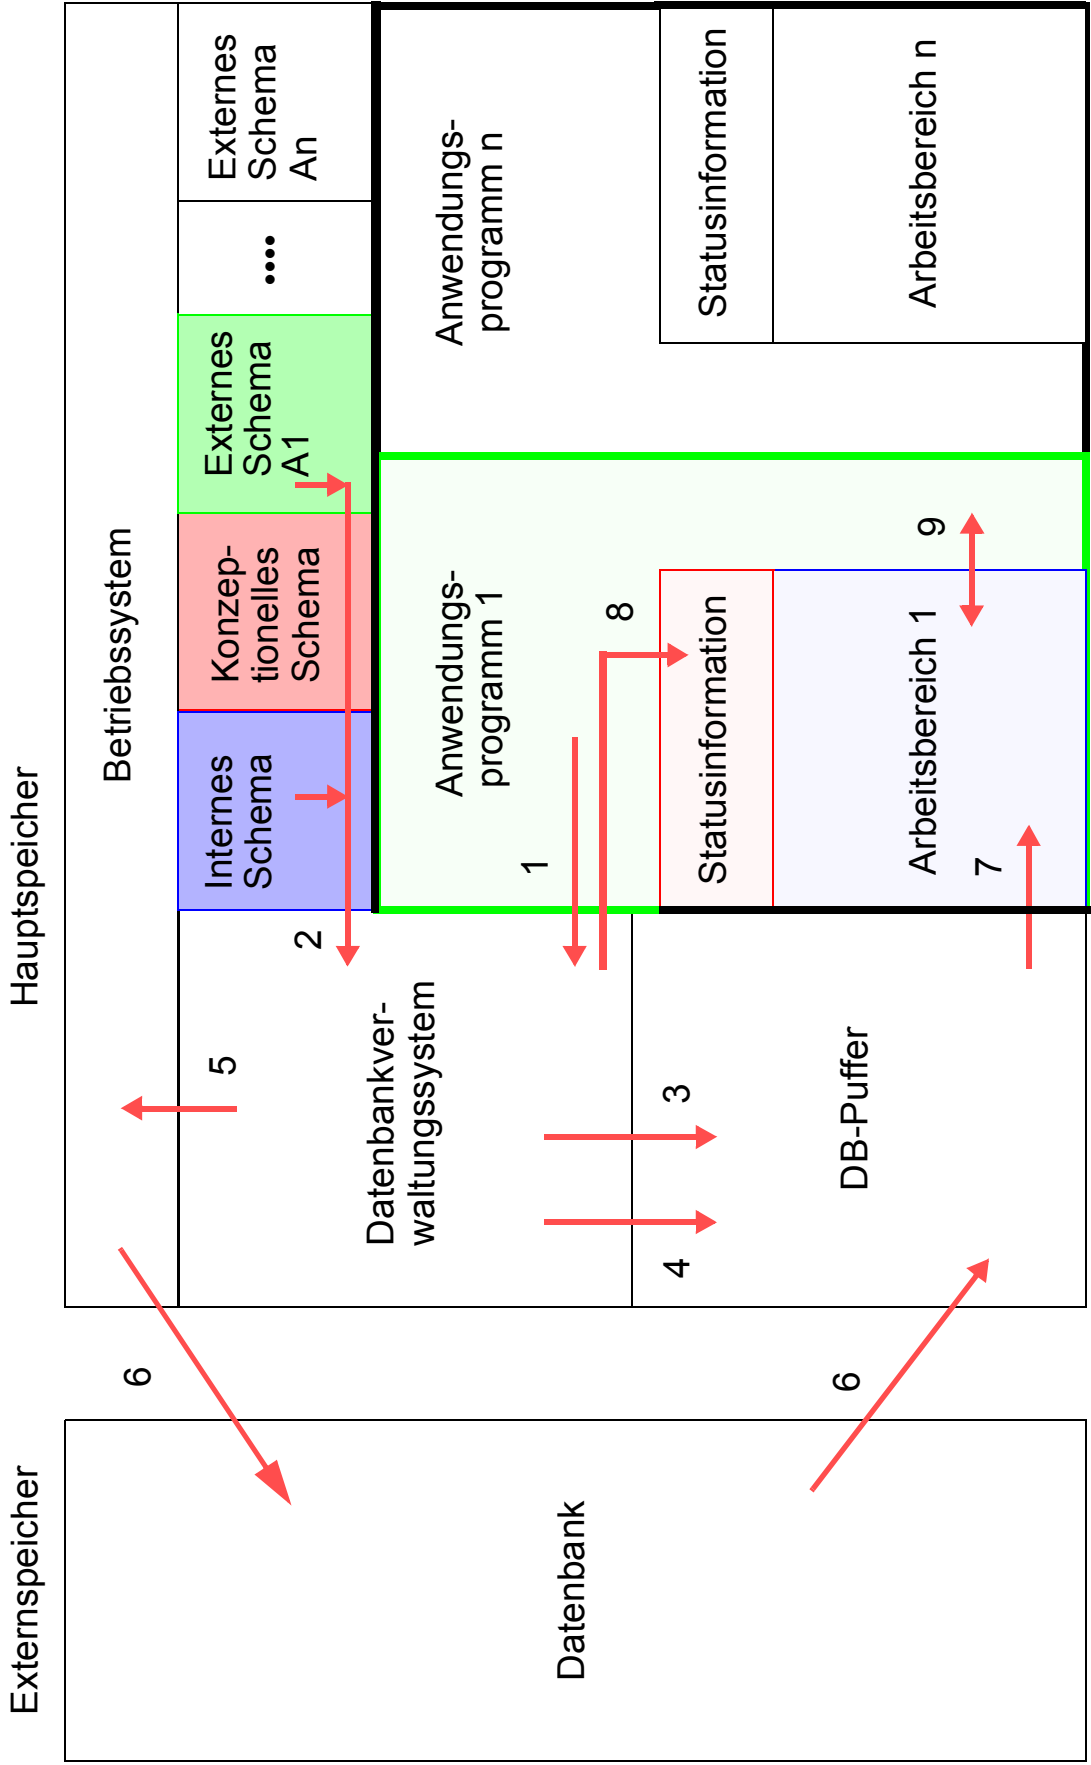 Externspeicher
Hauptspeicher
Datenbank
6
6
Betriebssystem
5
Datenbankver-
waltungssystem
4
3
DB-Puffer
2
Internes
Schema
Konzep-
tionelles
Schema
Externes
Schema
A1
....
Externes
Schema
An
Anwendungs-
programm 1
1
8
Statusinformation
Arbeitsbereich 1
7
9
Anwendungs-
programm n
Statusinformation
Arbeitsbereich n